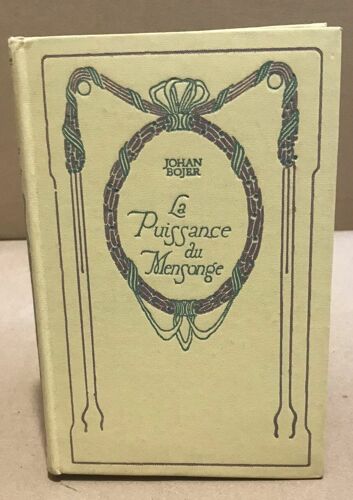 JOHAN
BOJER
La
Puissance
du
Mensonge